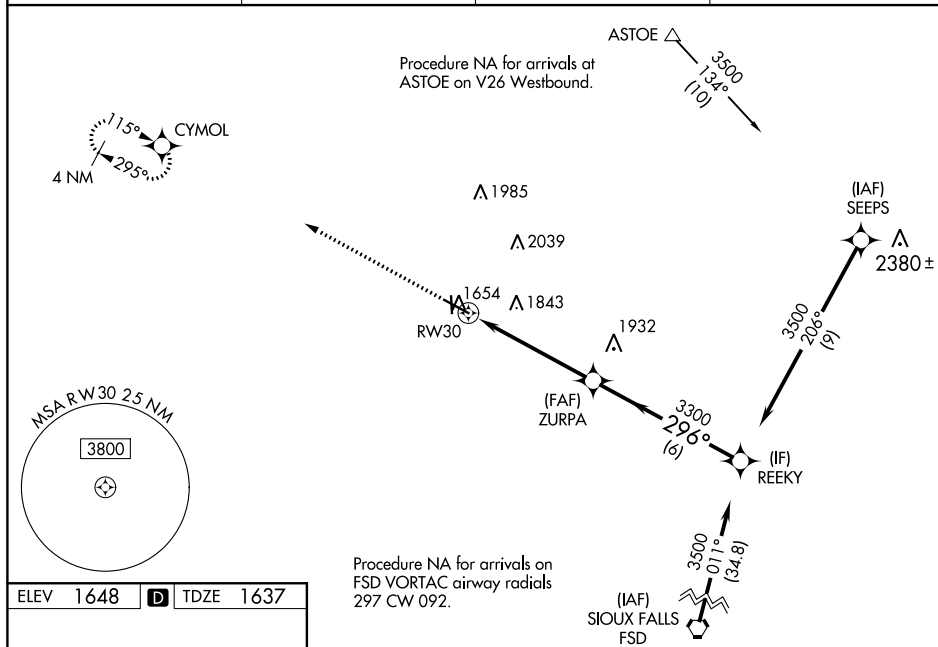 ASTOE
Procedure NA for arrivals at
ASTOE on V26 Westbound.
3500
134°
(10)
115°
CYMOL
295°
4 NM
1985
(IAF)
SEEPS
2039
2380 ±
1654
1843
RW30
1932
3500
206°
(9)
(FAF)
ZURPA
3300
296°
(6)
(IF)
REEKY
MSA RW30 25 NM
3800
Procedure NA for arrivals on
FSD VORTAC airway radials
297 CW 092.
3500
011°
(34.8)
(IAF)
SIOUX FALLS
FSD
ELEV 1648 D TDZE 1637